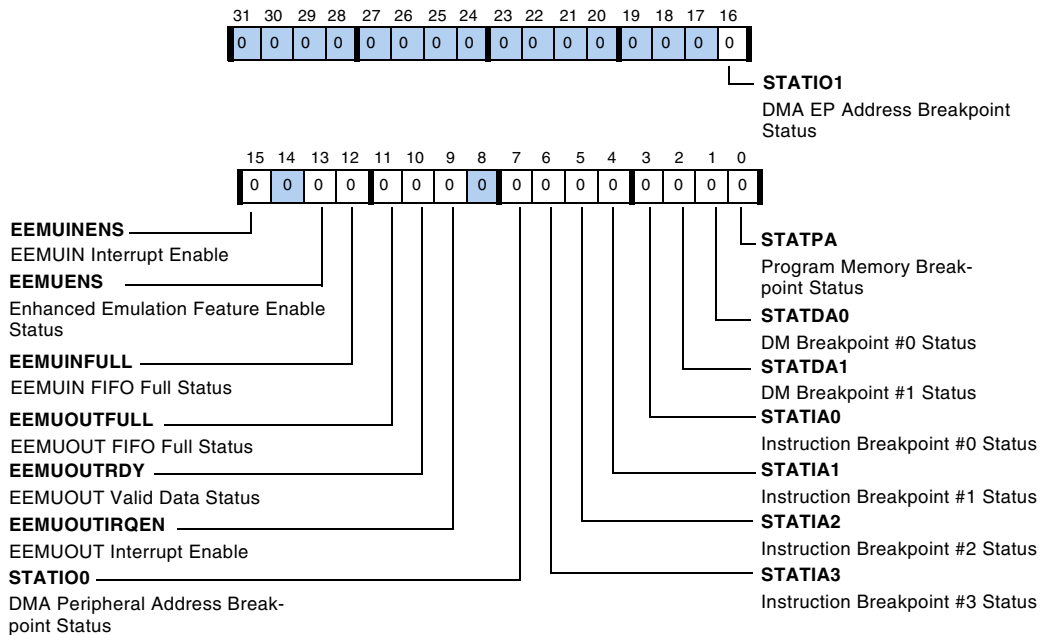 31 30 29 28 27 26 25 24 23 22 21 20 19 18 17 16
0 0 0 0 0 0 0 0 0 0 0 0 0 0 0 0
STATIO1
DMA EP Address Breakpoint
Status
15 14 13 12 11 10 9 8 7 6 5 4 3 2 1 0
0 0 0 0 0 0 0 0 0 0 0 0 0 0 0 0
EEMUINENS
EEMUIN Interrupt Enable
EEMUENS
Enhanced Emulation Feature Enable
Status
EEMUINFULL
EEMUIN FIFO Full Status
EEMUOUTFULL
EEMUOUT FIFO Full Status
EEMUOUTRDY
EEMUOUT Valid Data Status
EEMUOUTIRQEN
EEMUOUT Interrupt Enable
STATIO0
DMA Peripheral Address Break-
point Status
STATPA
Program Memory Break-
point Status
STATDA0
DM Breakpoint #0 Status
STATDA1
DM Breakpoint #1 Status
STATIA0
Instruction Breakpoint #0 Status
STATIA1
Instruction Breakpoint #1 Status
STATIA2
Instruction Breakpoint #2 Status
STATIA3
Instruction Breakpoint #3 Status